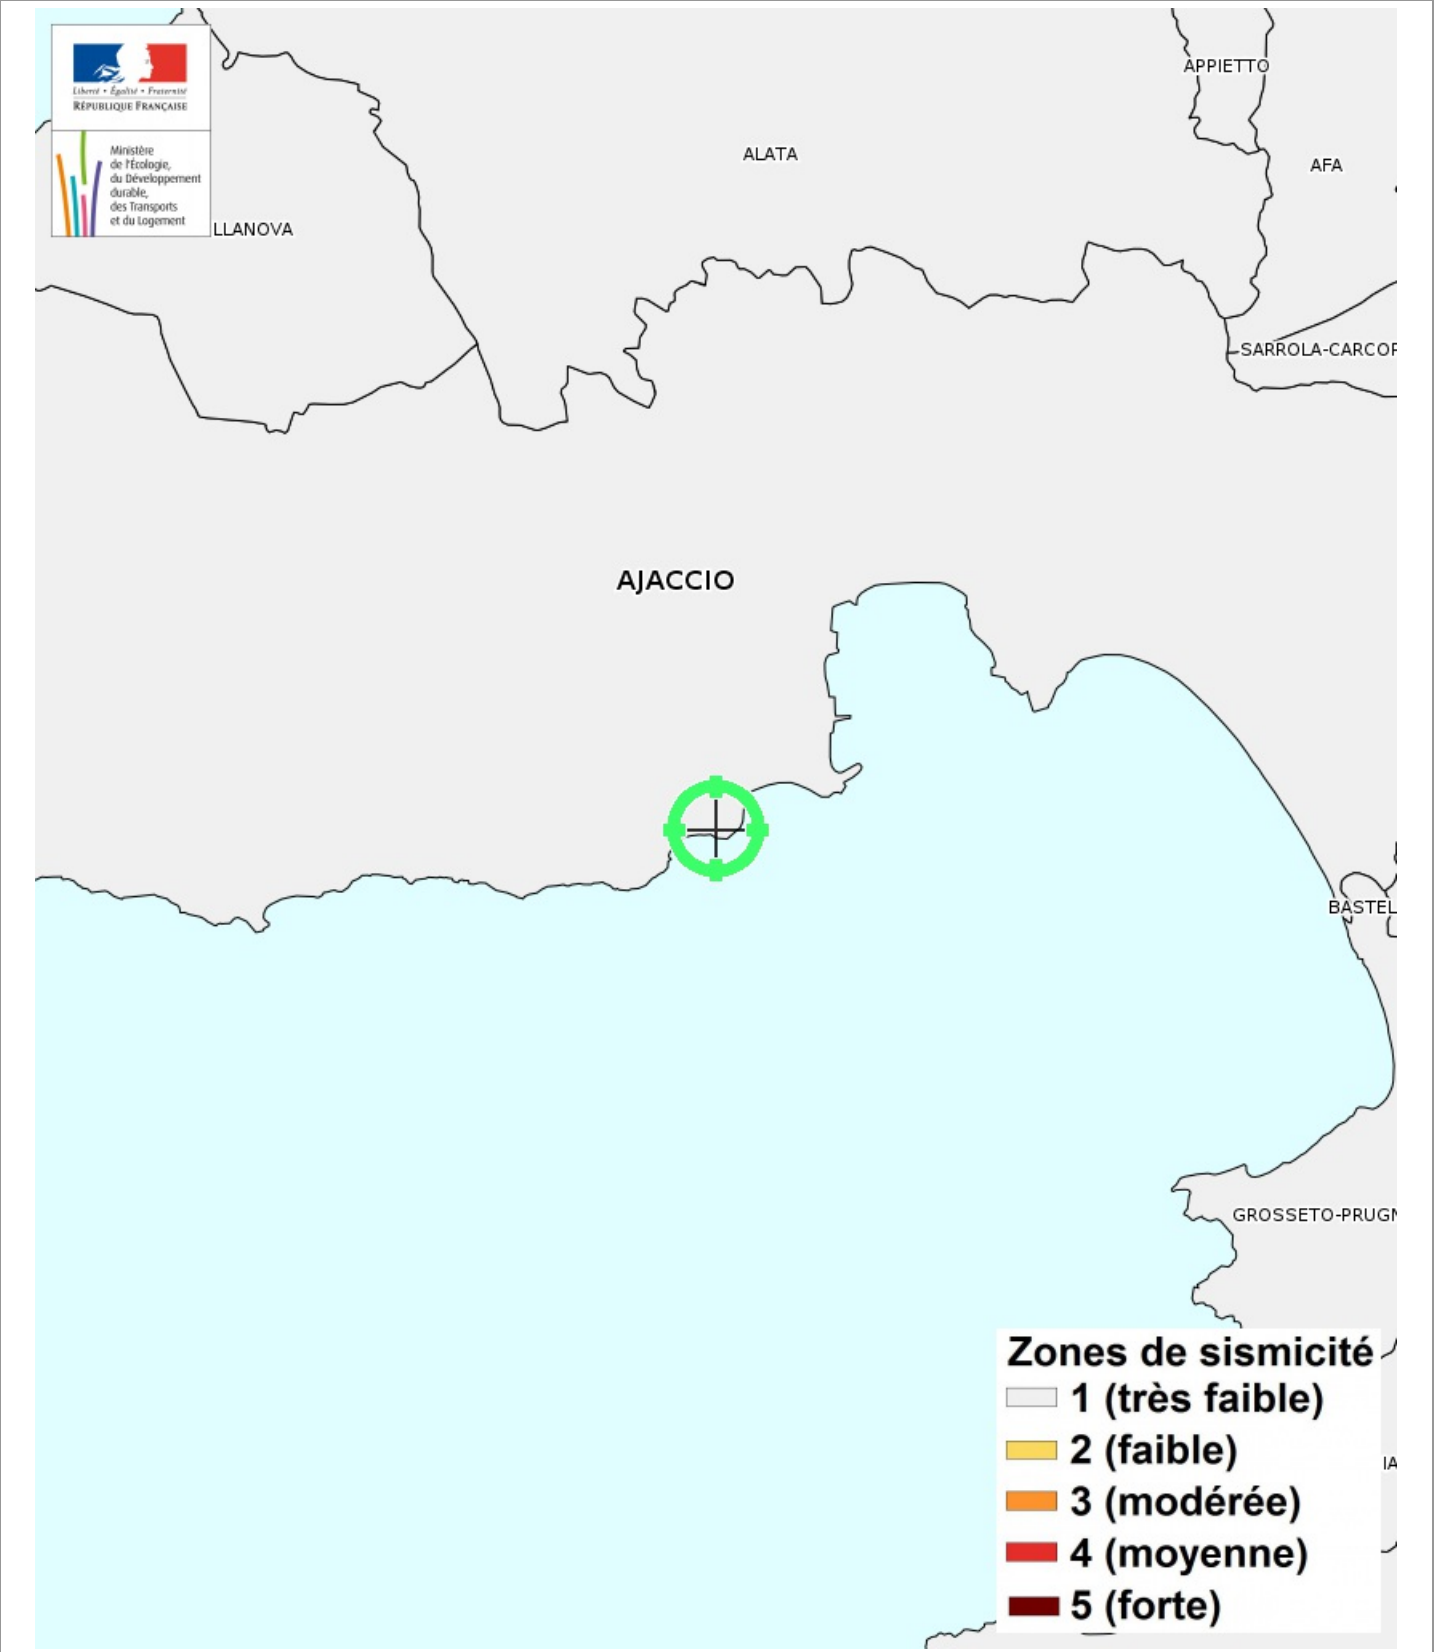 APPIETTO
Liberté • Égalité • Fraternité
RÉPUBLIQUE FRANÇAISE
Ministère
de l'Écologie,
du Développement
durable,
des Transports
et du Logement
ALATA
AFA
LLANOVA
SARROLA-CARCOP
AJACCIO
BASTEL
GROSSETO-PRUGN
Zones de sismicité
1 (très faible)
2 (faible)
IA
3 (modérée)
4 (moyenne)
5 (forte)